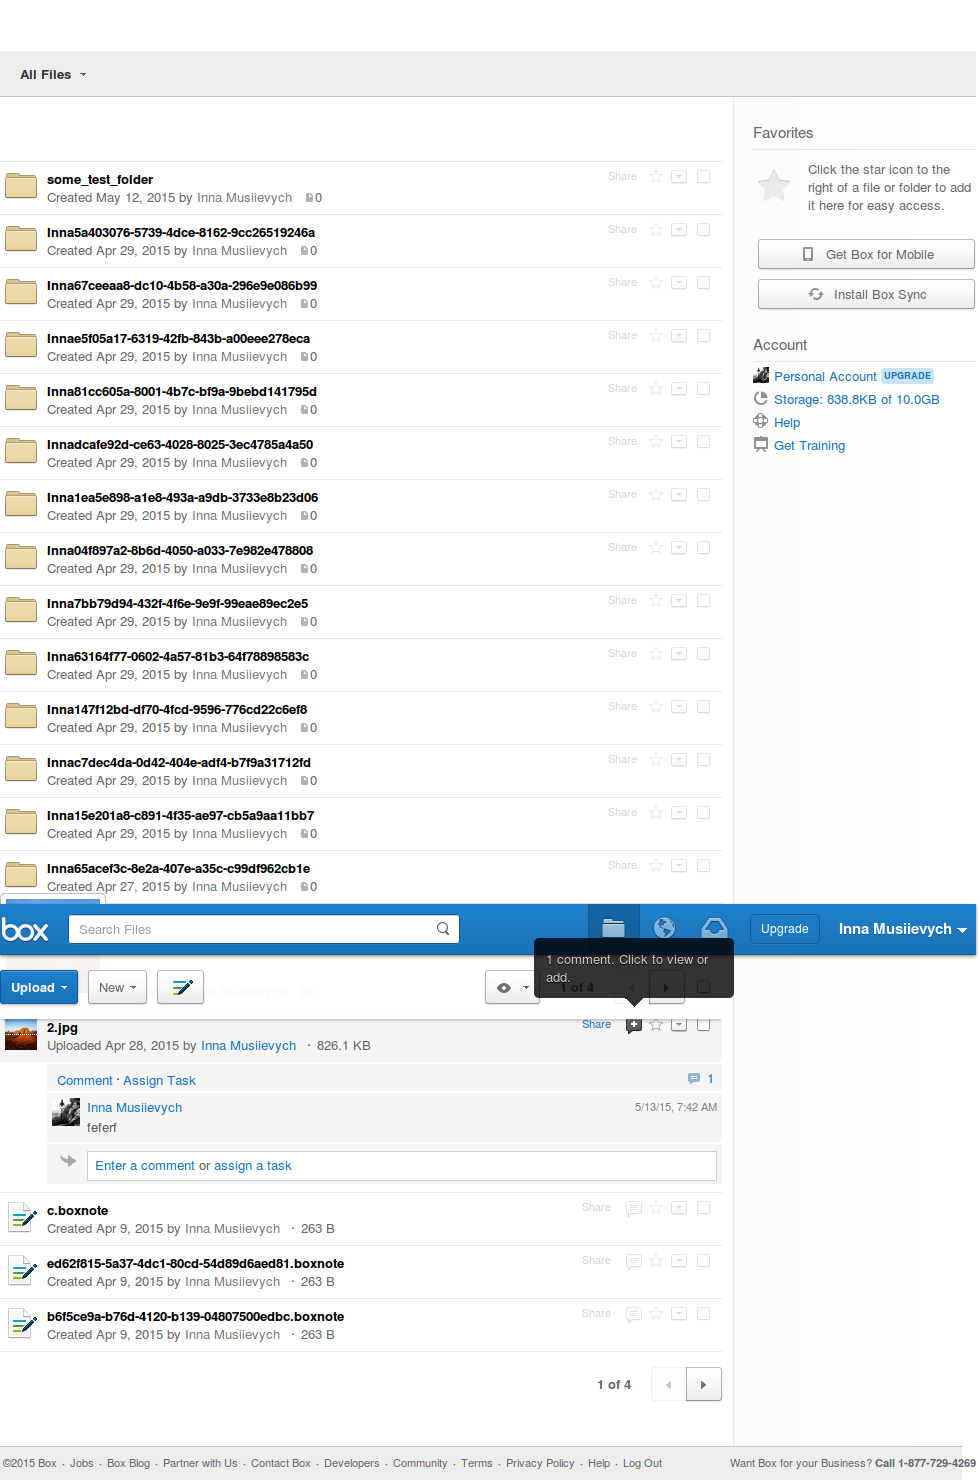 All Files
some_test_folder
Share
Created May 12, 2015 by Inna Musiievych 0
Inna5a403076-5739-4dce-8162-9cc26519246a
Share
Created Apr 29, 2015 by Inna Musiievych 0
Inna67ceeaa8-dc10-4b58-a30a-296e9e086b99
Share
Created Apr 29, 2015 by Inna Musiievych 0
Innae5f05a17-6319-42fb-843b-a00eee278eca
Share
Created Apr 29, 2015 by Inna Musiievych 0
Inna81cc605a-8001-4b7c-bf9a-9bebd141795d
Share
Created Apr 29, 2015 by Inna Musiievych 0
Innadcafe92d-ce63-4028-8025-3ec4785a4a50
Share
Created Apr 29, 2015 by Inna Musiievych 0
Inna1ea5e898-a1e8-493a-a9db-3733e8b23d06
Share
Created Apr 29, 2015 by Inna Musiievych 0
Inna04f897a2-8b6d-4050-a033-7e982e478808
Share
Created Apr 29, 2015 by Inna Musiievych 0
Inna7bb79d94-432f-4f6e-9e9f-99eae89ec2e5
Share
Created Apr 29, 2015 by Inna Musiievych 0
Inna63164f77-0602-4a57-81b3-64f78898583c
Share
Created Apr 29, 2015 by Inna Musiievych 0
Inna147f12bd-df70-4fcd-9596-776cd22c6ef8
Share
Created Apr 29, 2015 by Inna Musiievych 0
Innac7dec4da-0d42-404e-adf4-b7f9a31712fd
Share
Created Apr 29, 2015 by Inna Musiievych 0
Inna15e201a8-c891-4f35-ae97-cb5a9aa11bb7
Share
Created Apr 29, 2015 by Inna Musiievych 0
Inna65acef3c-8e2a-407e-a35c-c99df962cb1e
Share
Created Apr 27, 2015 by Inna Musiievych 0
Favorites
Click the star icon to the
right of a file or folder to add
it here for easy access.
Get Box for Mobile
Install Box Sync
Account
Personal Account UPGRADE
Storage: 838.8KB of 10.0GB
Help
Get Training
box
Search Files
Upgrade
Inna Musiievych
1 comment. Click to view or
add.
Upload
New
1 of 4
2.jpg
Share
Uploaded Apr 28, 2015 by Inna Musiievych · 826.1 KB
Comment · Assign Task
1
Inna Musiievych
5/13/15, 7:42 AM
feferf
Enter a comment or assign a task
c.boxnote
Share
Created Apr 9, 2015 by Inna Musiievych · 263 B
ed62f815-5a37-4dc1-80cd-54d89d6aed81.boxnote
Share
Created Apr 9, 2015 by Inna Musiievych · 263 B
b6f5ce9a-b76d-4120-b139-04807500edbc.boxnote
Share
Created Apr 9, 2015 by Inna Musiievych · 263 B
1 of 4
©2015 Box · Jobs · Box Blog · Partner with Us · Contact Box · Developers · Community · Terms · Privacy Policy · Help · Log Out
Want Box for your Business? Call 1-877-729-4269